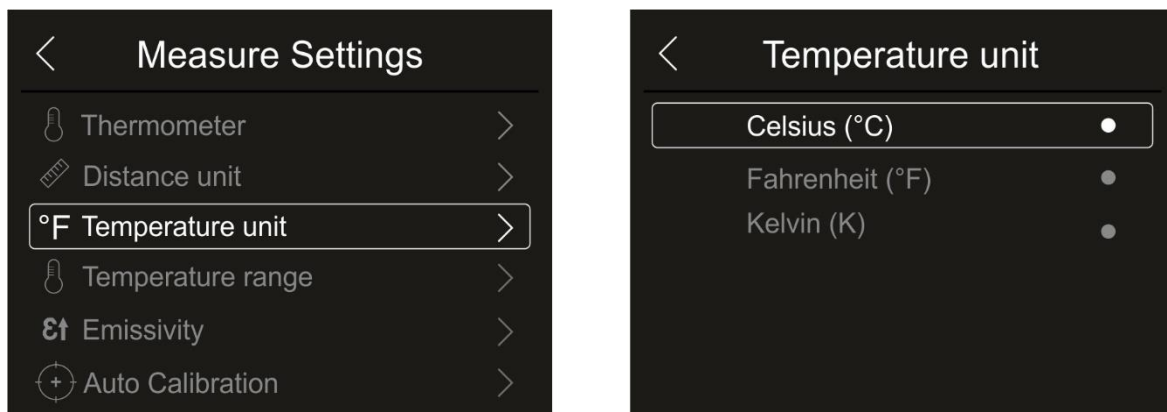 Measure Settings
Thermometer
Distance unit
°F Temperature unit
Temperature range
Ɛ↑ Emissivity
Auto Calibration
Temperature unit
Celsius (°C)
Fahrenheit (°F)
Kelvin (K)